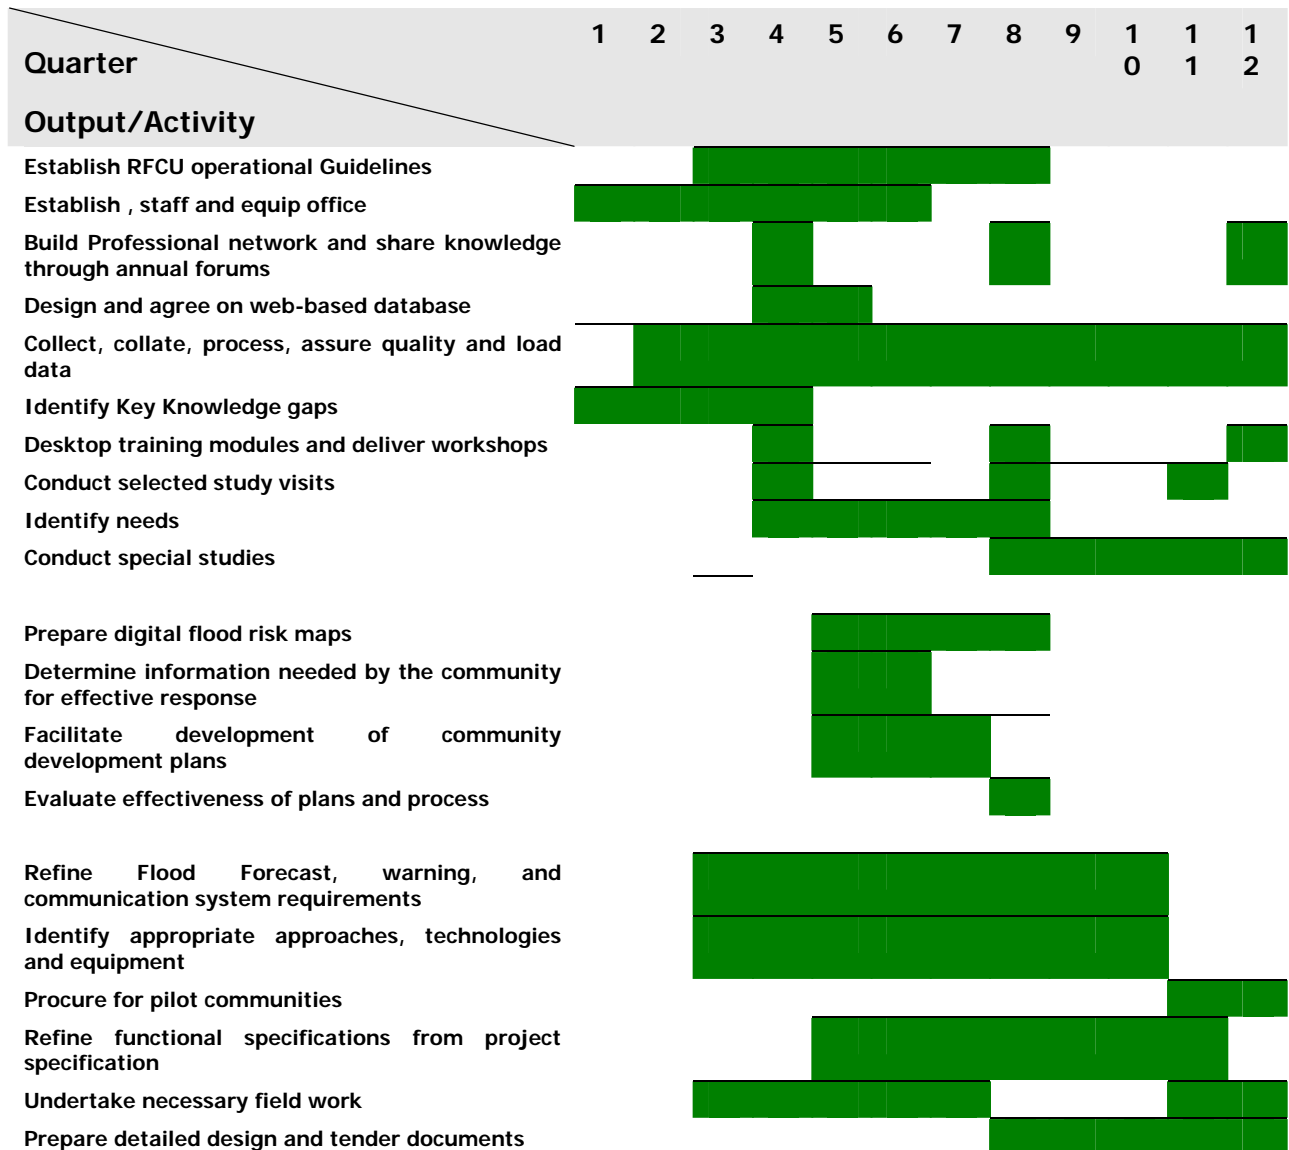 1 2 3 4 5 6 7 8 9 1 1 1
0 1 2
Quarter
Output/Activity
Establish RFCU operational Guidelines
Establish , staff and equip office
Build Professional network and share knowledge
through annual forums
Design and agree on web-based database
Collect, collate, process, assure quality and load
data
Identify Key Knowledge gaps
Desktop training modules and deliver workshops
Conduct selected study visits
Identify needs
Conduct special studies
Prepare digital flood risk maps
Determine information needed by the community
for effective response
Facilitate development of community
development plans
Evaluate effectiveness of plans and process
Refine Flood Forecast, warning, and
communication system requirements
Identify appropriate approaches, technologies
and equipment
Procure for pilot communities
Refine functional specifications from project
specification
Undertake necessary field work
Prepare detailed design and tender documents